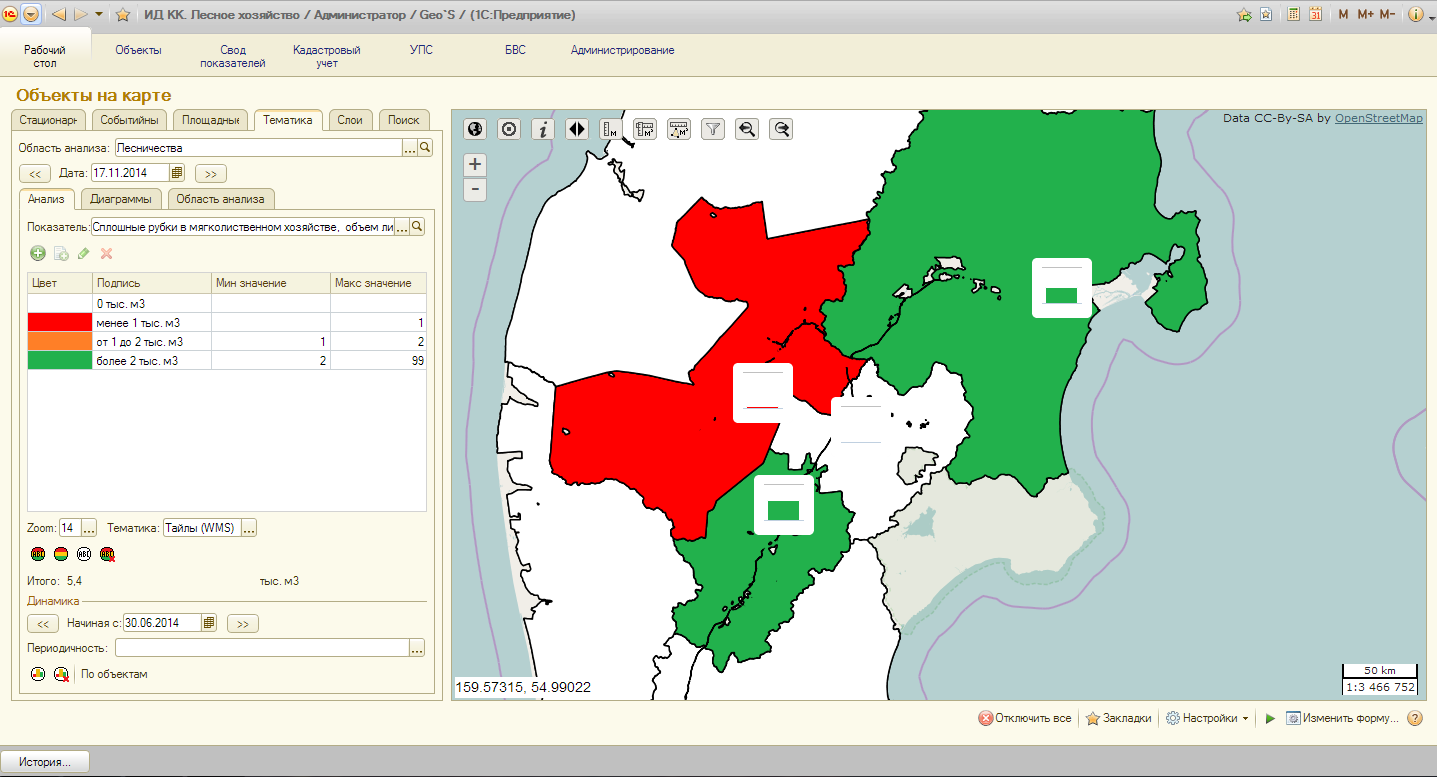 ИД КК. Лесное хозяйство / Администратор / Geo`S / (1С:Предприятие)
M M+ M-
Рабочий стол
Объекты
Свод показателей
Кадастровый учет
УПС
БВС
Администрирование
Объекты на карте
Стационарн
Событийны
Площадные
Тематика
Слои
Поиск
Область анализа: Лесничества ...
<< Дата: 17.11.2014 >>
Анализ
Диаграммы
Область анализа
Показатель: Сплошные рубки в мягколиственном хозяйстве, объем ли ...
Цвет Подпись Мин значение Макс значение
0 тыс. м3
менее 1 тыс. м3 1
от 1 до 2 тыс. м3 1 2
более 2 тыс. м3 2 99
Zoom: 14 ... Тематика: Тайлы (WMS) ...
ABC ABC ABC
Итого: 5,4 тыс. м3
Динамика
<< Начиная с: 30.06.2014 >>
Периодичность: ...
По объектам
i M M M
+
-
Data CC-By-SA by OpenStreetMap
159.57315, 54.99022
50 km
1:3 466 752
Отключить все
Закладки
Настройки
Изменить форму...
?
История...